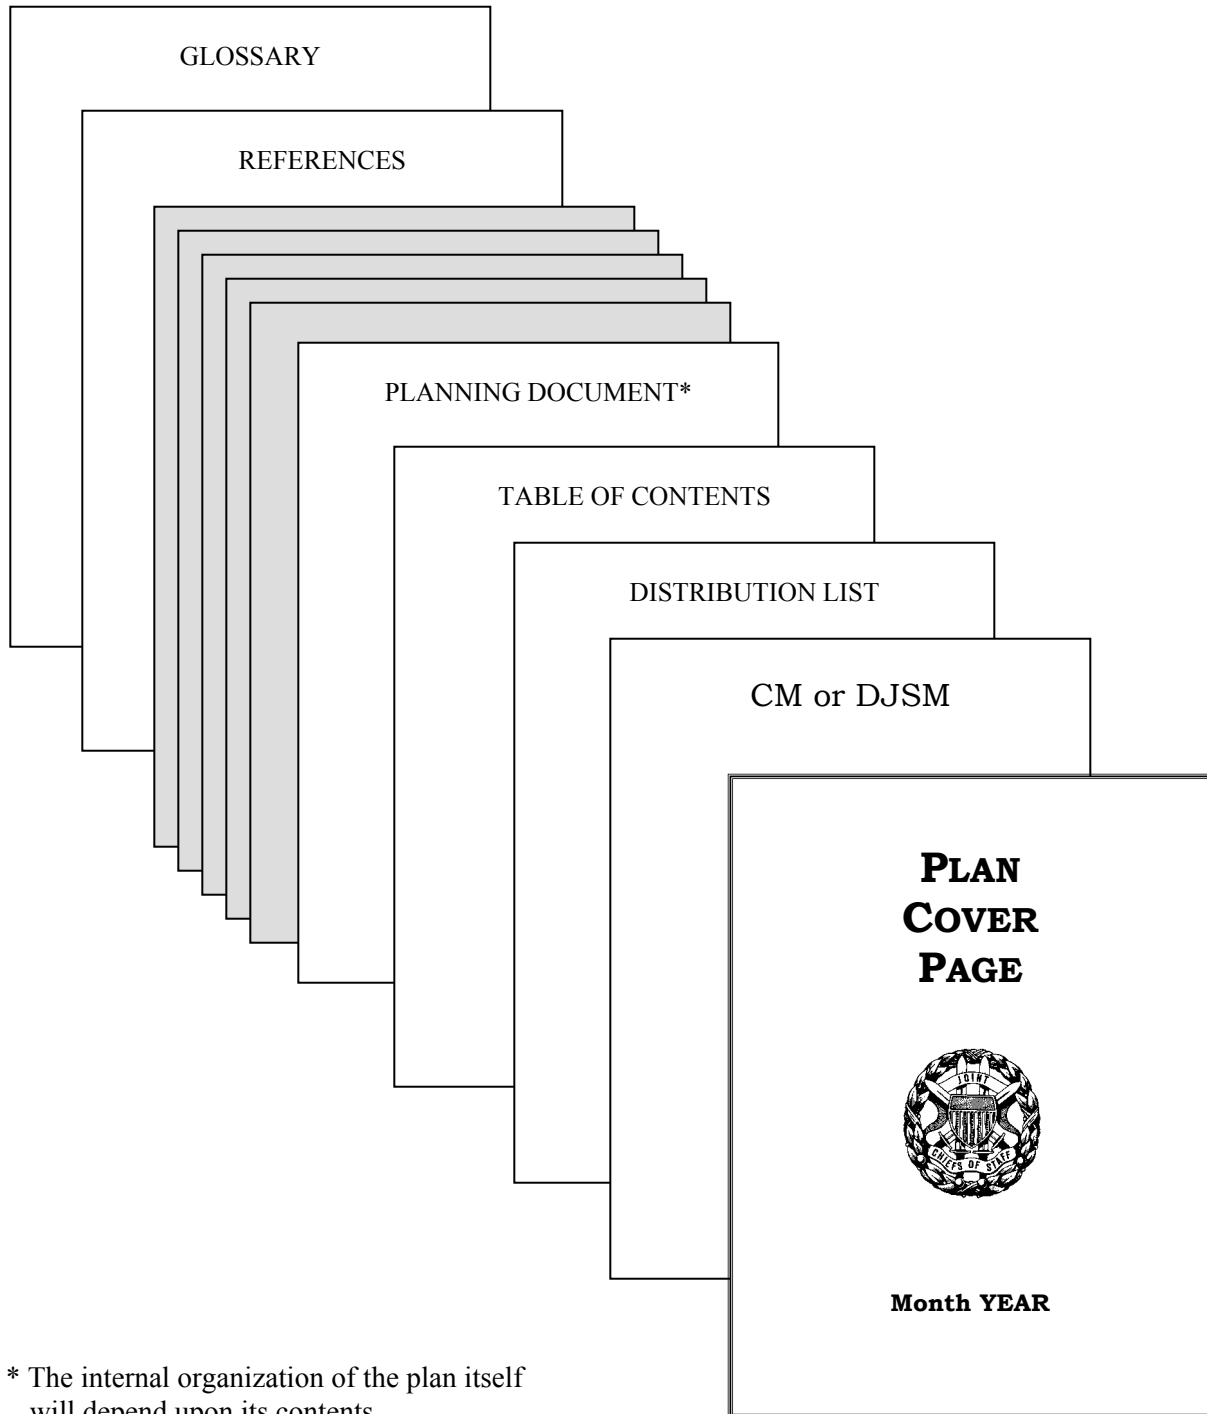 GLOSSARY
REFERENCES
PLANNING DOCUMENT*
TABLE OF CONTENTS
DISTRIBUTION LIST
CM or DJSM
PLAN
COVER
PAGE
JOINT
CHIEFS OF STAFF
Month YEAR
* The internal organization of the plan itself
will depend upon its contents